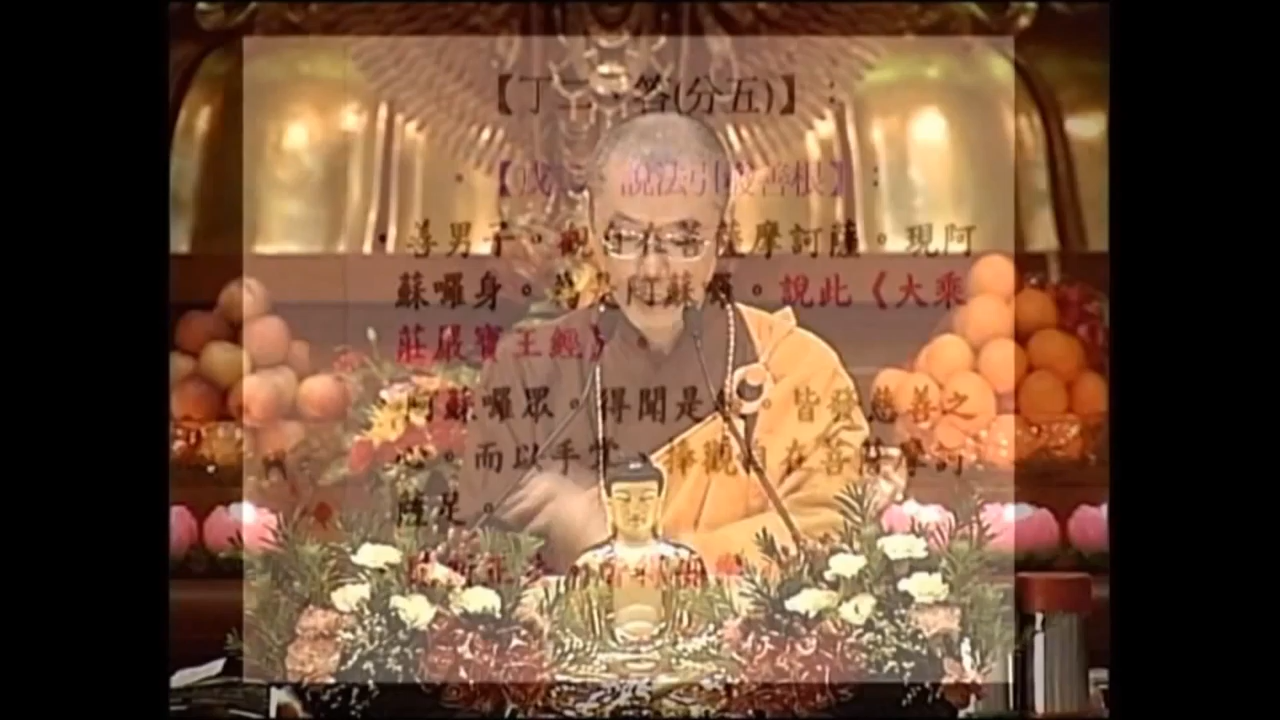 【丁二、答(分五)】：
說法引發善根】：
善男子。觀自在菩薩摩訶薩。現阿
蘇囉身。為是阿蘇囉。說此《大乘
莊嚴寶王經》。
阿蘇囉眾。得聞是經。皆發慈善之
心。而以手掌、捧觀自在菩薩摩訶
薩足。